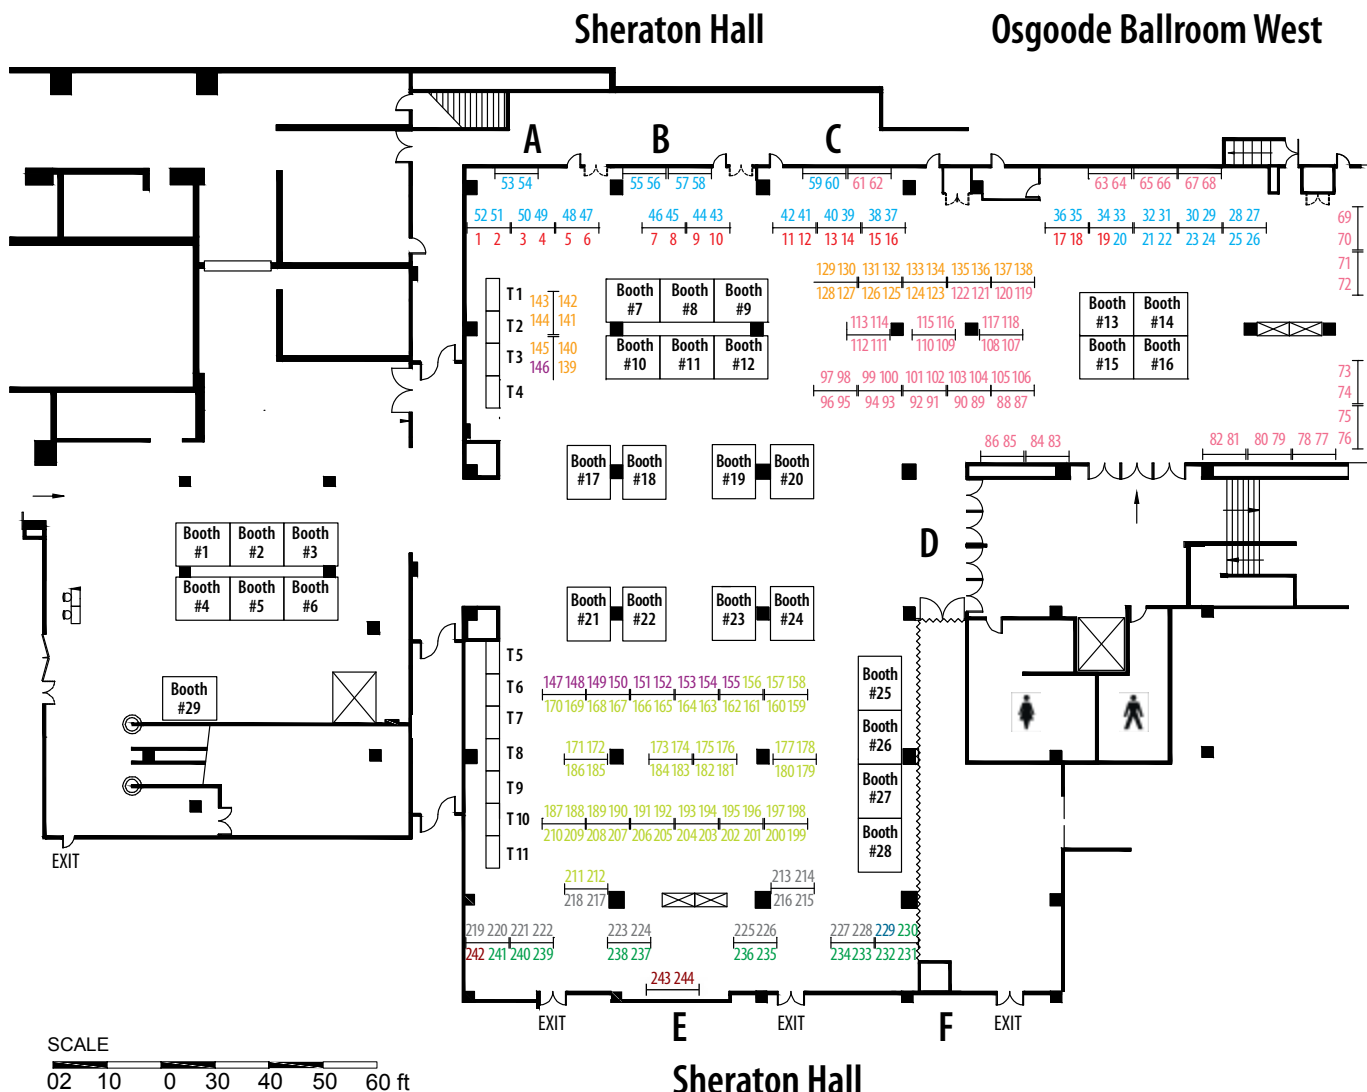 Sheraton Hall
Osgoode Ballroom West
A
B
C
53 54
55 56
57 58
59 60
61 62
63 64
65 66
67 68
52 51
50 49
48 47
46 45
44 43
42 41
40 39
38 37
36 35
34 33
32 31
30 29
28 27
1 2
3 4
5 6
7 8
9 10
11 12
13 14
15 16
17 18
19 20
21 22
23 24
25 26
69
70
71
72
129 130
131 132
133 134
135 136
137 138
128 127
126 125
124 123
122 121
120 119
T1
T2
T3
T4
143 142
144 141
145 140
146 139
Booth
#7
Booth
#8
Booth
#9
Booth
#10
Booth
#11
Booth
#12
113 114
115 116
117 118
112 111
110 109
108 107
Booth
#13
Booth
#14
Booth
#15
Booth
#16
97 98
99 100
101 102
103 104
105 106
96 95
94 93
92 91
90 89
88 87
73
74
75
76
86 85
84 83
82 81
80 79
78 77
Booth
#17
Booth
#18
Booth
#19
Booth
#20
D
Booth
#1
Booth
#2
Booth
#3
Booth
#4
Booth
#5
Booth
#6
Booth
#21
Booth
#22
Booth
#23
Booth
#24
T5
T6
T7
T8
T9
T10
T11
Booth
#29
147 148
149 150
151 152
153 154
155 156
157 158
170 169
168 167
166 165
164 163
162 161
160 159
Booth
#25
Booth
#26
Booth
#27
Booth
#28
171 172
173 174
175 176
177 178
186 185
184 183
182 181
180 179
187 188
189 190
191 192
193 194
195 196
197 198
210 209
208 207
206 205
204 203
202 201
200 199
EXIT
211 212
213 214
218 217
216 215
219 220
221 222
223 224
225 226
227 228
229 230
242 241
240 239
238 237
236 235
234 233
232 231
243 244
EXIT
E
EXIT
F
EXIT
SCALE
02 10 0 30 40 50 60 ft
Sheraton Hall